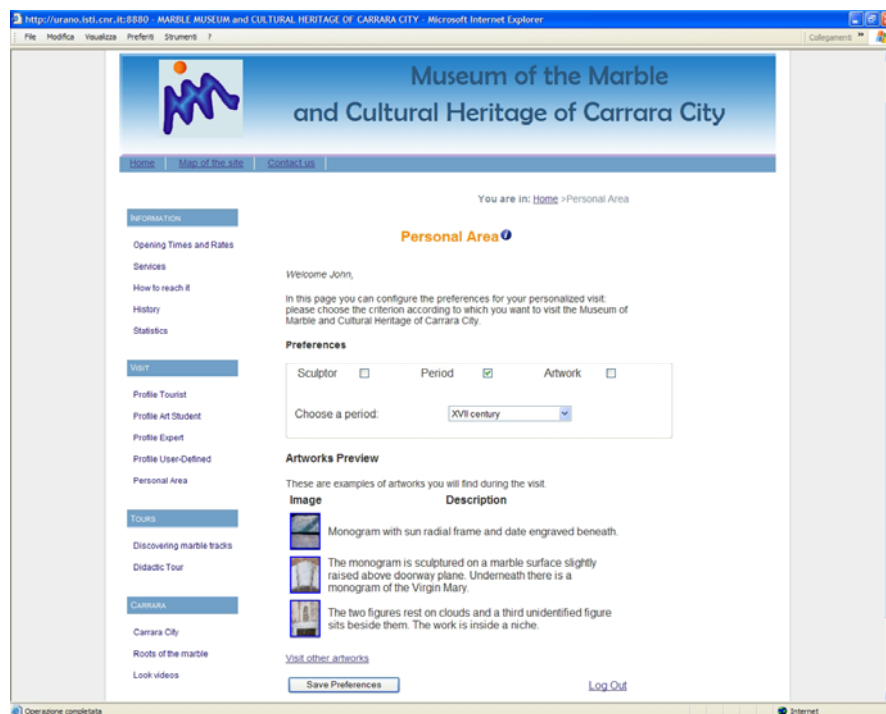 http://urano.isti.cnr.it:8880 - MARBLE MUSEUM and CULTURAL HERITAGE OF CARRARA CITY - Microsoft Internet Explorer
File Modifica Visualizza Preferiti Strumenti ? Collegamenti »
Museum of the Marble
and Cultural Heritage of Carrara City
Home Map of the site Contact us
You are in: Home >Personal Area
INFORMATION
Opening Times and Rates
Services
How to reach it
History
Statistics
VISIT
Profile Tourist
Profile Art Student
Profile Expert
Profile User-Defined
Personal Area
TOURS
Discovering marble tracks
Didactic Tour
CARRARA
Carrara City
Roots of the marble
Look videos
Personal Area
Welcome John,
In this page you can configure the preferences for your personalized visit:
please choose the criterion according to which you want to visit the Museum of
Marble and Cultural Heritage of Carrara City.
Preferences
Sculptor Period Artwork
Choose a period: XVII century
Artworks Preview
These are examples of artworks you will find during the visit.
Image Description
Monogram with sun radial frame and date engraved beneath.
The monogram is sculptured on a marble surface slightly
raised above doorway plane. Underneath there is a
monogram of the Virgin Mary.
The two figures rest on clouds and a third unidentified figure
sits beside them. The work is inside a niche.
Visit other artworks
Save Preferences Log Out
Operazione completata Internet